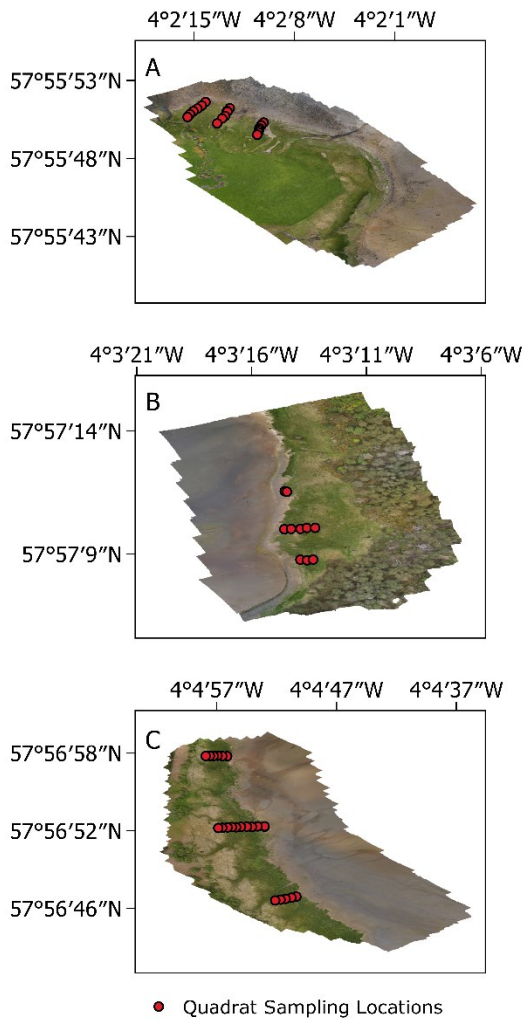 4°2′15″W 4°2′8″W 4°2′1″W
A
57°55′53″N
57°55′48″N
57°55′43″N
4°3′21″W 4°3′16″W 4°3′11″W 4°3′6″W
B
57°57′14″N
57°57′9″N
4°4′57″W 4°4′47″W 4°4′37″W
C
57°56′58″N
57°56′52″N
57°56′46″N
Quadrat Sampling Locations